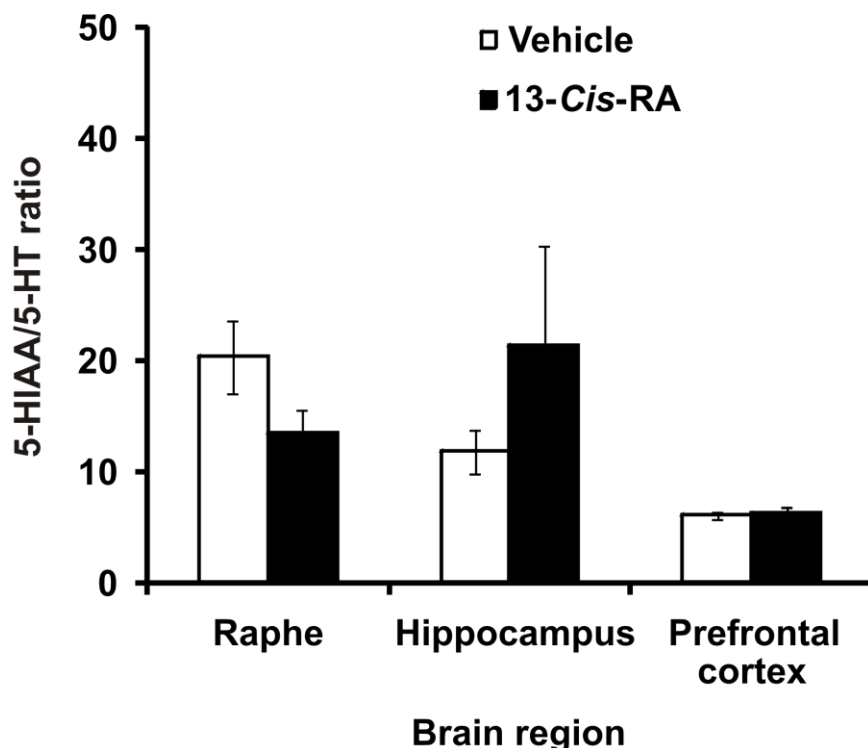 50
Vehicle
13-Cis-RA
40
30
20
10
0
5-HIAA/5-HT ratio
Raphe
Hippocampus
Prefrontal
cortex
Brain region